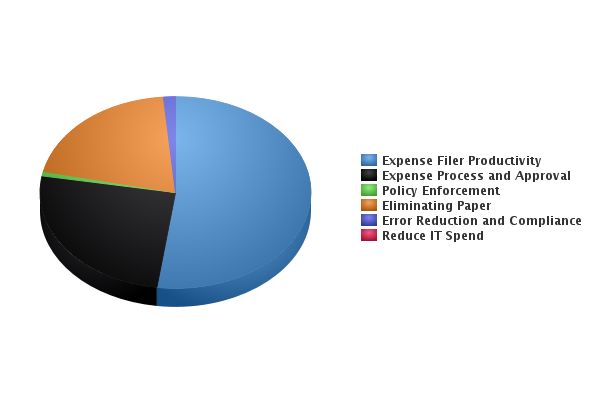 Expense Filer Productivity
Expense Process and Approval
Policy Enforcement
Eliminating Paper
Error Reduction and Compliance
Reduce IT Spend